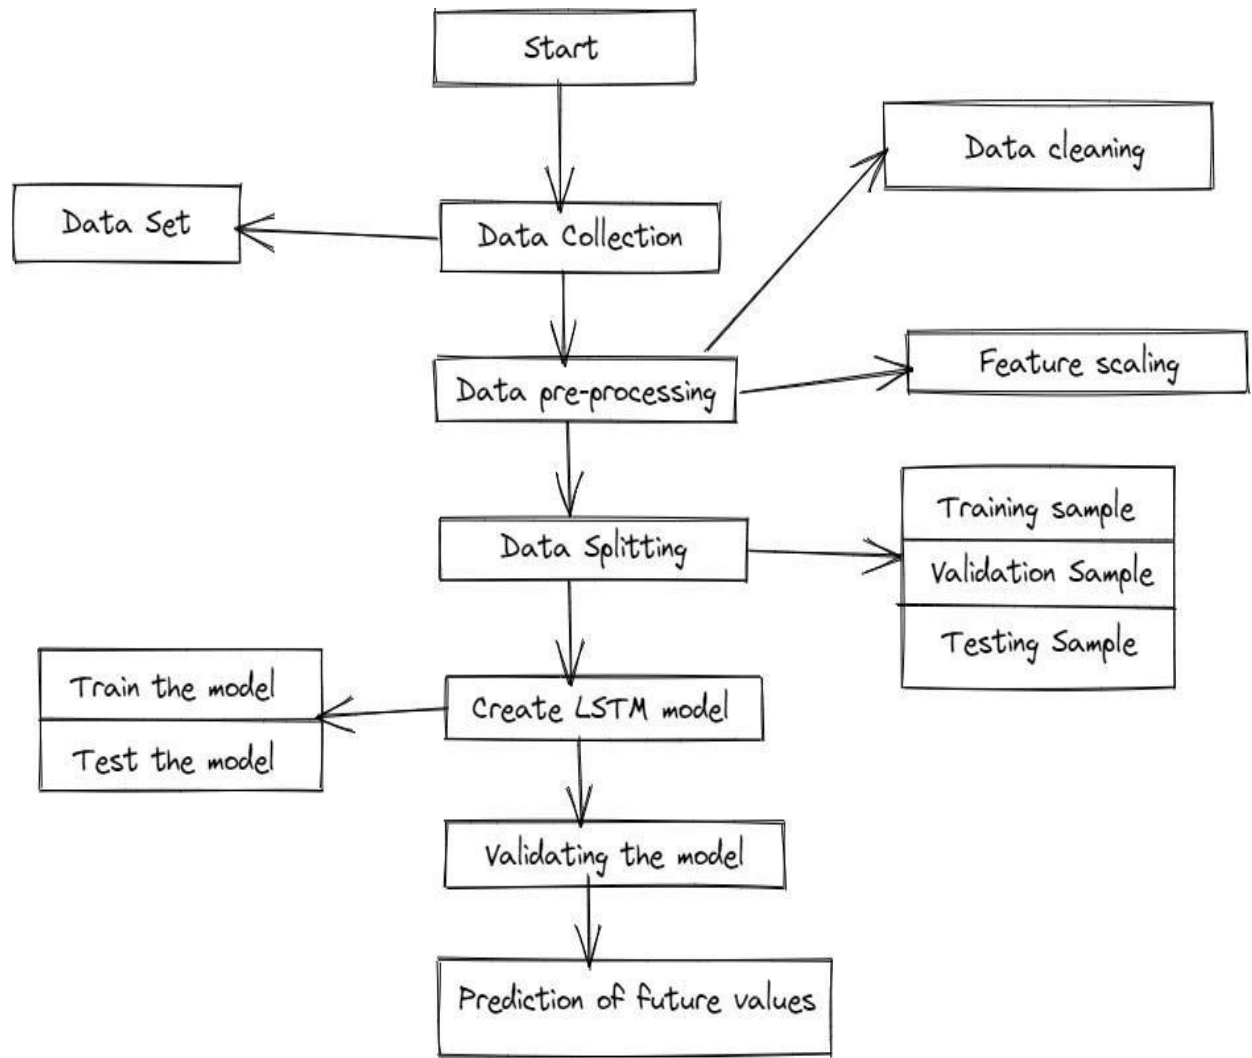 Start
Data cleaning
Data Set
Data Collection
Feature scaling
Data pre-processing
Training sample
Data Splitting
Validation Sample
Testing Sample
Train the model
Create LSTM model
Test the model
Validating the model
Prediction of future values